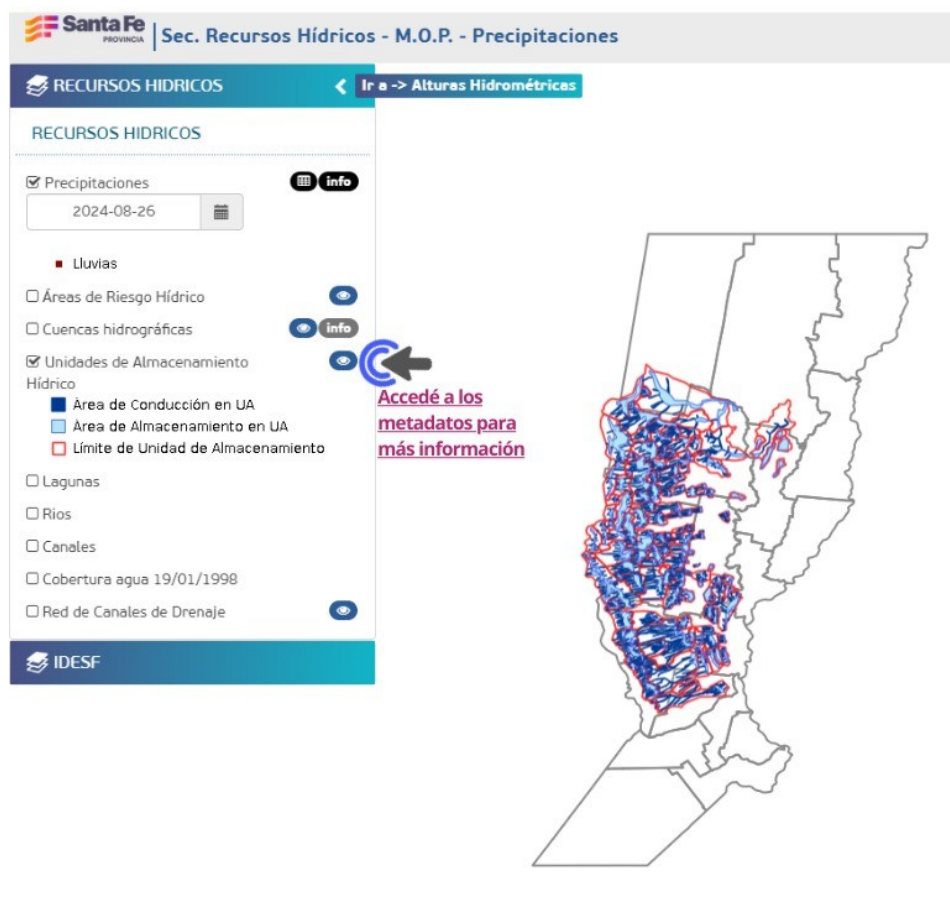 Santa Fe
PROVINCIA
Sec. Recursos Hídricos - M.O.P. - Precipitaciones
RECURSOS HIDRICOS
Ir a -> Alturas Hidrométricas
RECURSOS HIDRICOS
Precipitaciones
info
2024-08-26
Lluvias
Áreas de Riesgo Hídrico
Cuencas hidrográficas
info
Unidades de Almacenamiento
Hídrico
Área de Conducción en UA
Área de Almacenamiento en UA
Límite de Unidad de Almacenamiento
Accedé a los
metadatos para
más información
Lagunas
Rios
Canales
Cobertura agua 19/01/1998
Red de Canales de Drenaje
IDESF